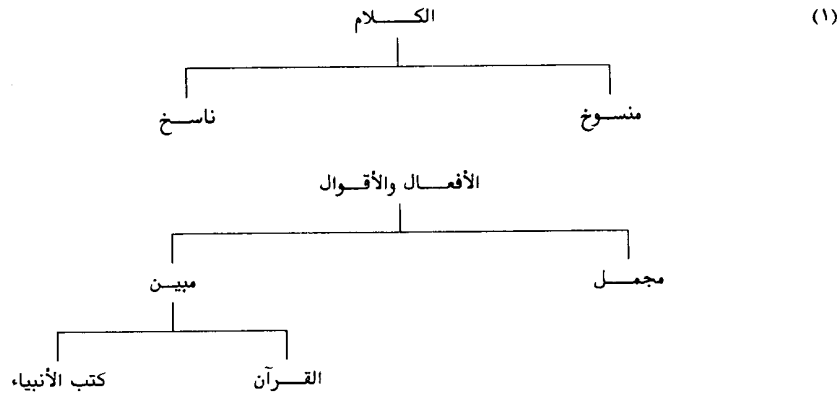 (١)
الكلام
منسوخ
ناسخ
الأفعال والأقوال
مجمل
مبين
القرآن
كتب الأنبياء